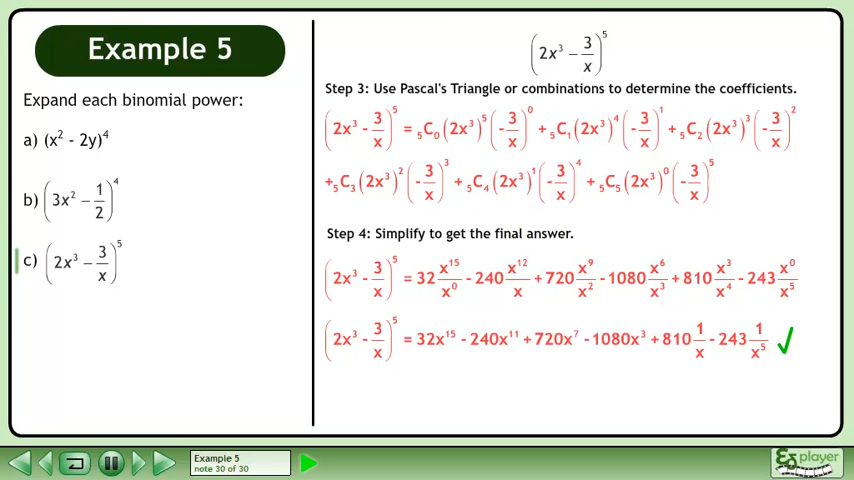 Example 5
Expand each binomial power:
a) (x² - 2y)⁴
b) (3x² − 1/2)⁴
c) (2x³ − 3/x)⁵
(2x³ − 3/x)⁵
Step 3: Use Pascal's Triangle or combinations to determine the coefficients.
(2x³ - 3/x)⁵ = ₅C₀(2x³)⁵(-3/x)⁰ + ₅C₁(2x³)⁴(-3/x)¹ + ₅C₂(2x³)³(-3/x)²
+₅C₃(2x³)²(-3/x)³ + ₅C₄(2x³)¹(-3/x)⁴ + ₅C₅(2x³)⁰(-3/x)⁵
Step 4: Simplify to get the final answer.
(2x³ - 3/x)⁵ = 32 x¹⁵/x⁰ - 240 x¹²/x + 720 x⁹/x² - 1080 x⁶/x³ + 810 x³/x⁴ - 243 x⁰/x⁵
(2x³ - 3/x)⁵ = 32x¹⁵ - 240x¹¹ + 720x⁷ - 1080x³ + 810 1/x - 243 1/x⁵ ✓
Example 5
note 30 of 30
Ez player